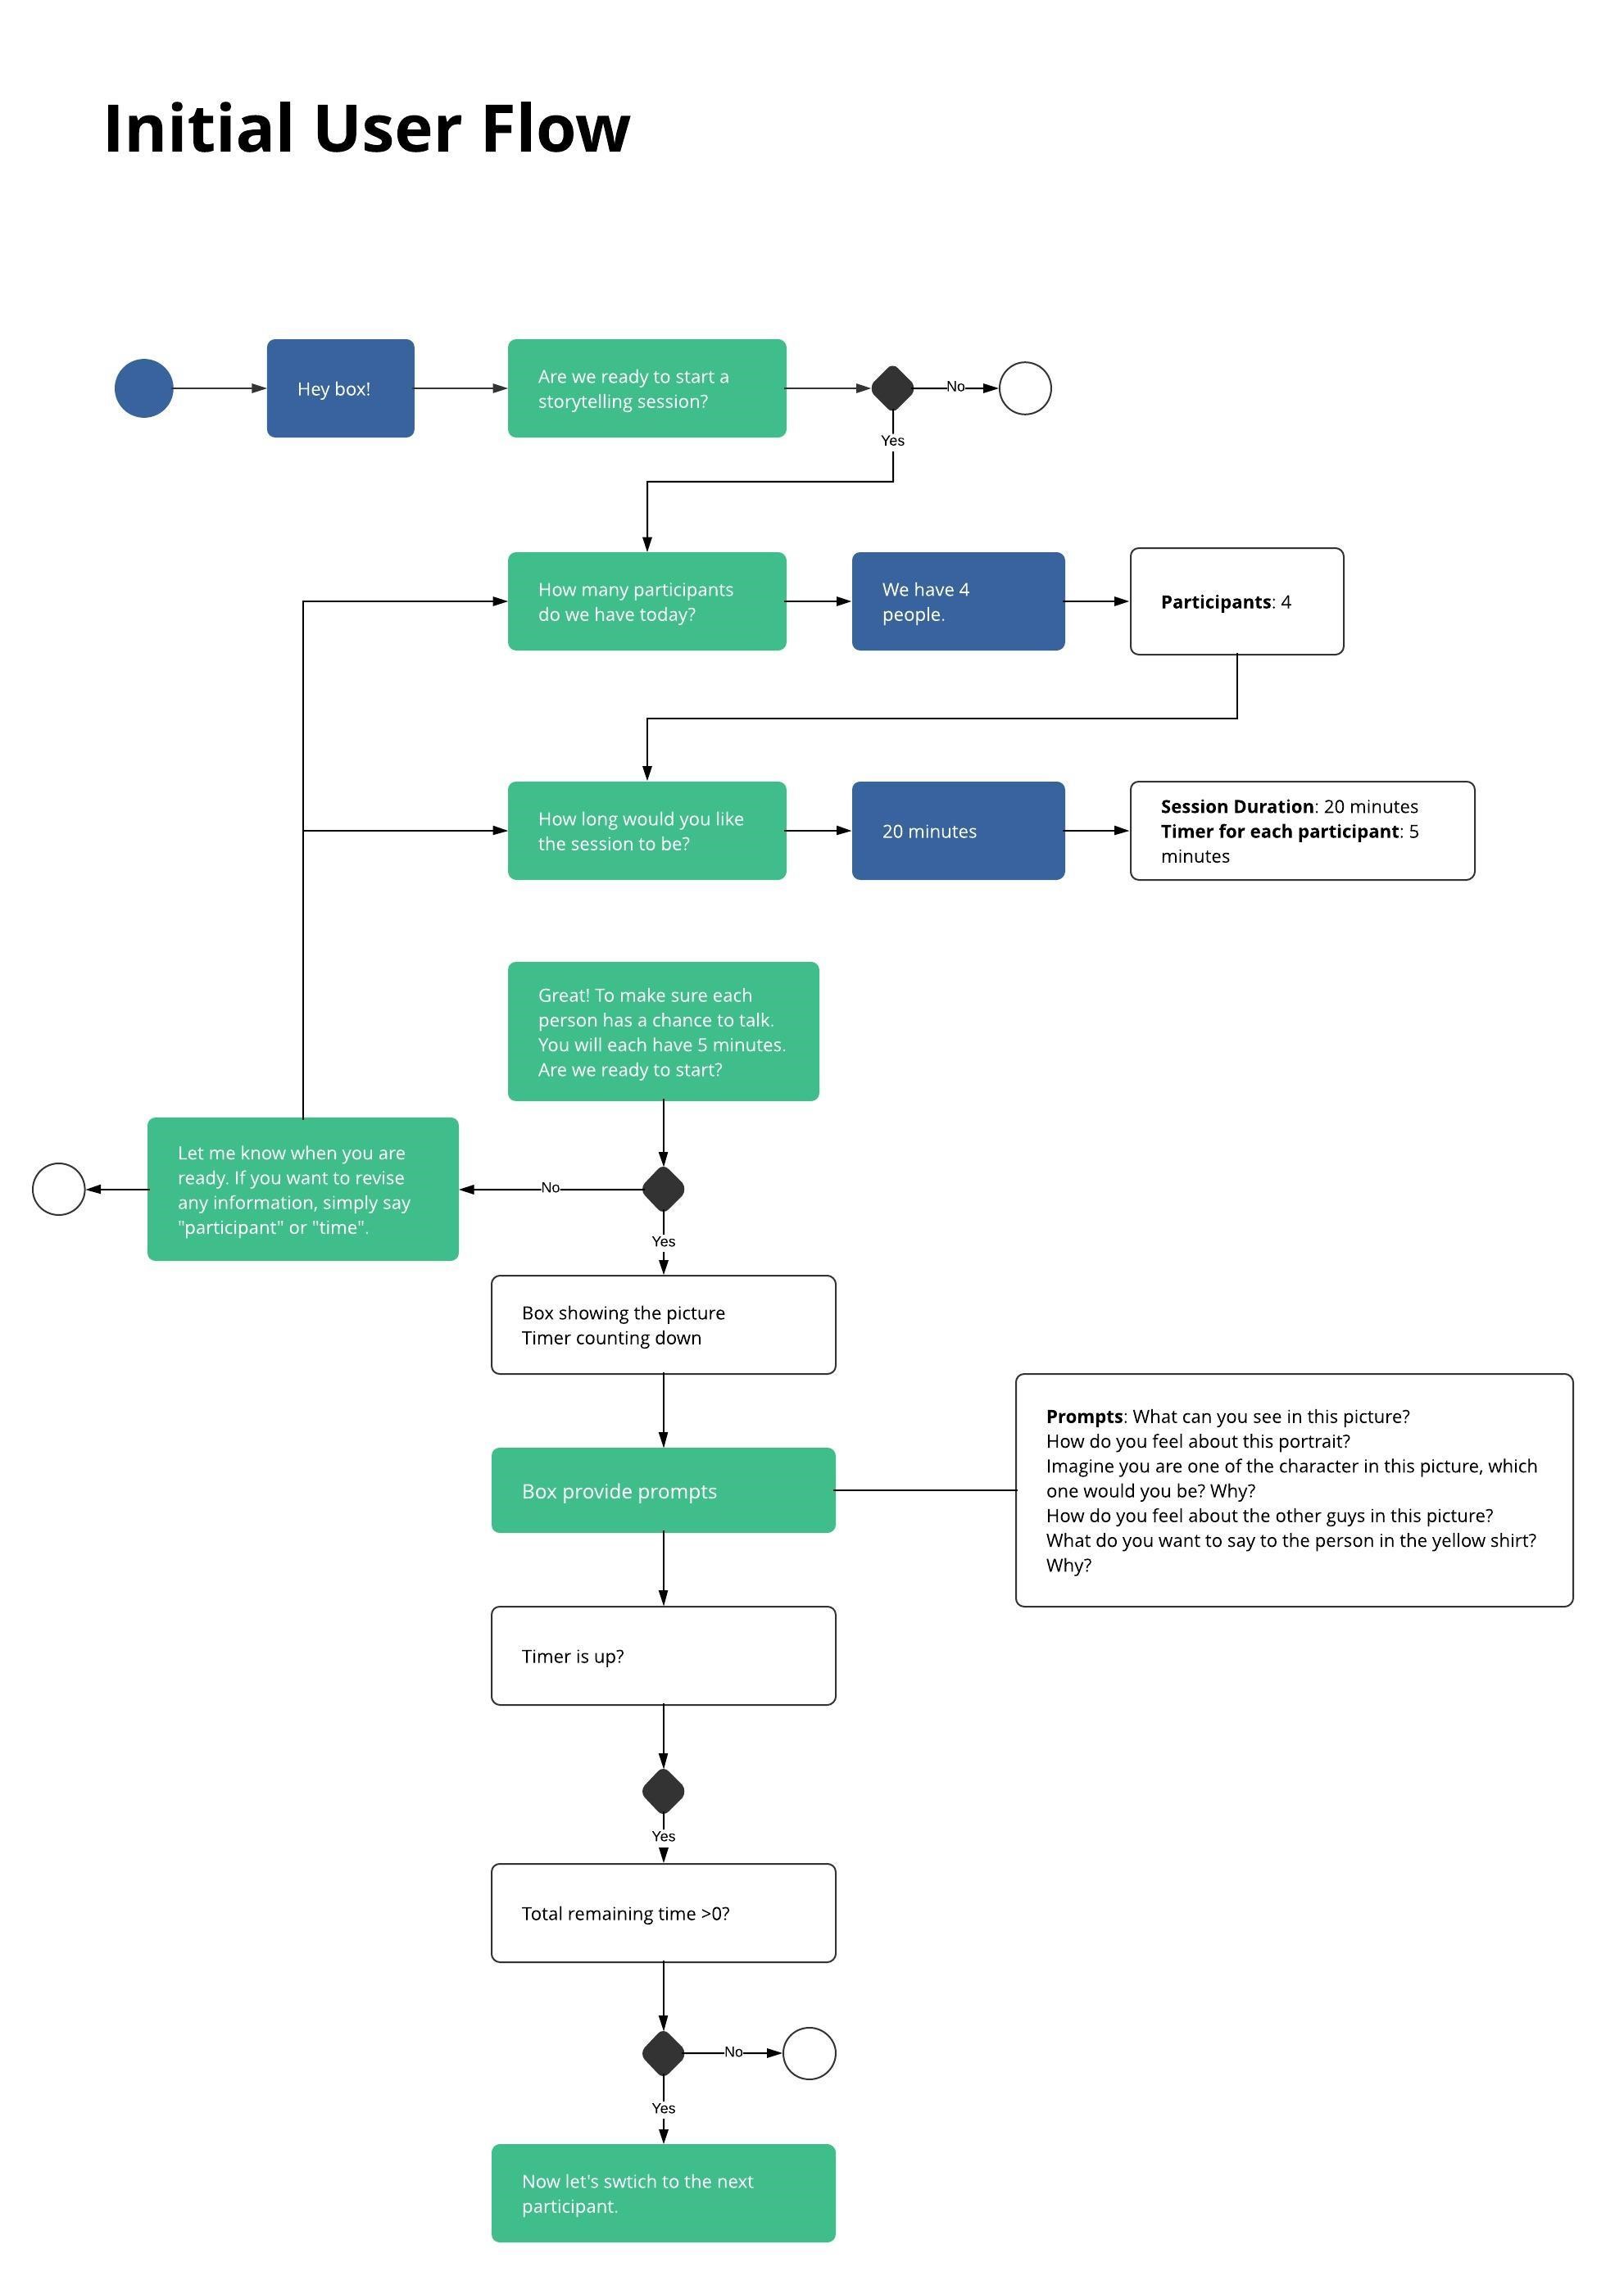 Initial User Flow
Hey box!
Are we ready to start a
storytelling session?
No
Yes
How many participants
do we have today?
We have 4
people.
Participants: 4
How long would you like
the session to be?
20 minutes
Session Duration: 20 minutes
Timer for each participant: 5
minutes
Great! To make sure each
person has a chance to talk.
You will each have 5 minutes.
Are we ready to start?
Let me know when you are
ready. If you want to revise
any information, simply say
"participant" or "time".
No
Yes
Box showing the picture
Timer counting down
Box provide prompts
Prompts: What can you see in this picture?
How do you feel about this portrait?
Imagine you are one of the character in this picture, which
one would you be? Why?
How do you feel about the other guys in this picture?
What do you want to say to the person in the yellow shirt?
Why?
Timer is up?
Yes
Total remaining time >0?
No
Yes
Now let's swtich to the next
participant.